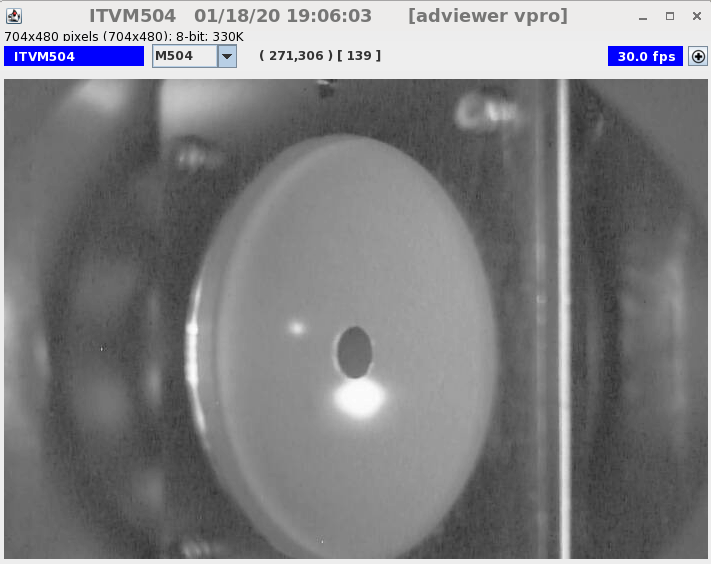 ITVM504 01/18/20 19:06:03 [adviewer vpro]
704x480 pixels (704x480); 8-bit; 330K
ITVM504 M504 ( 271,306 ) [ 139 ] 30.0 fps